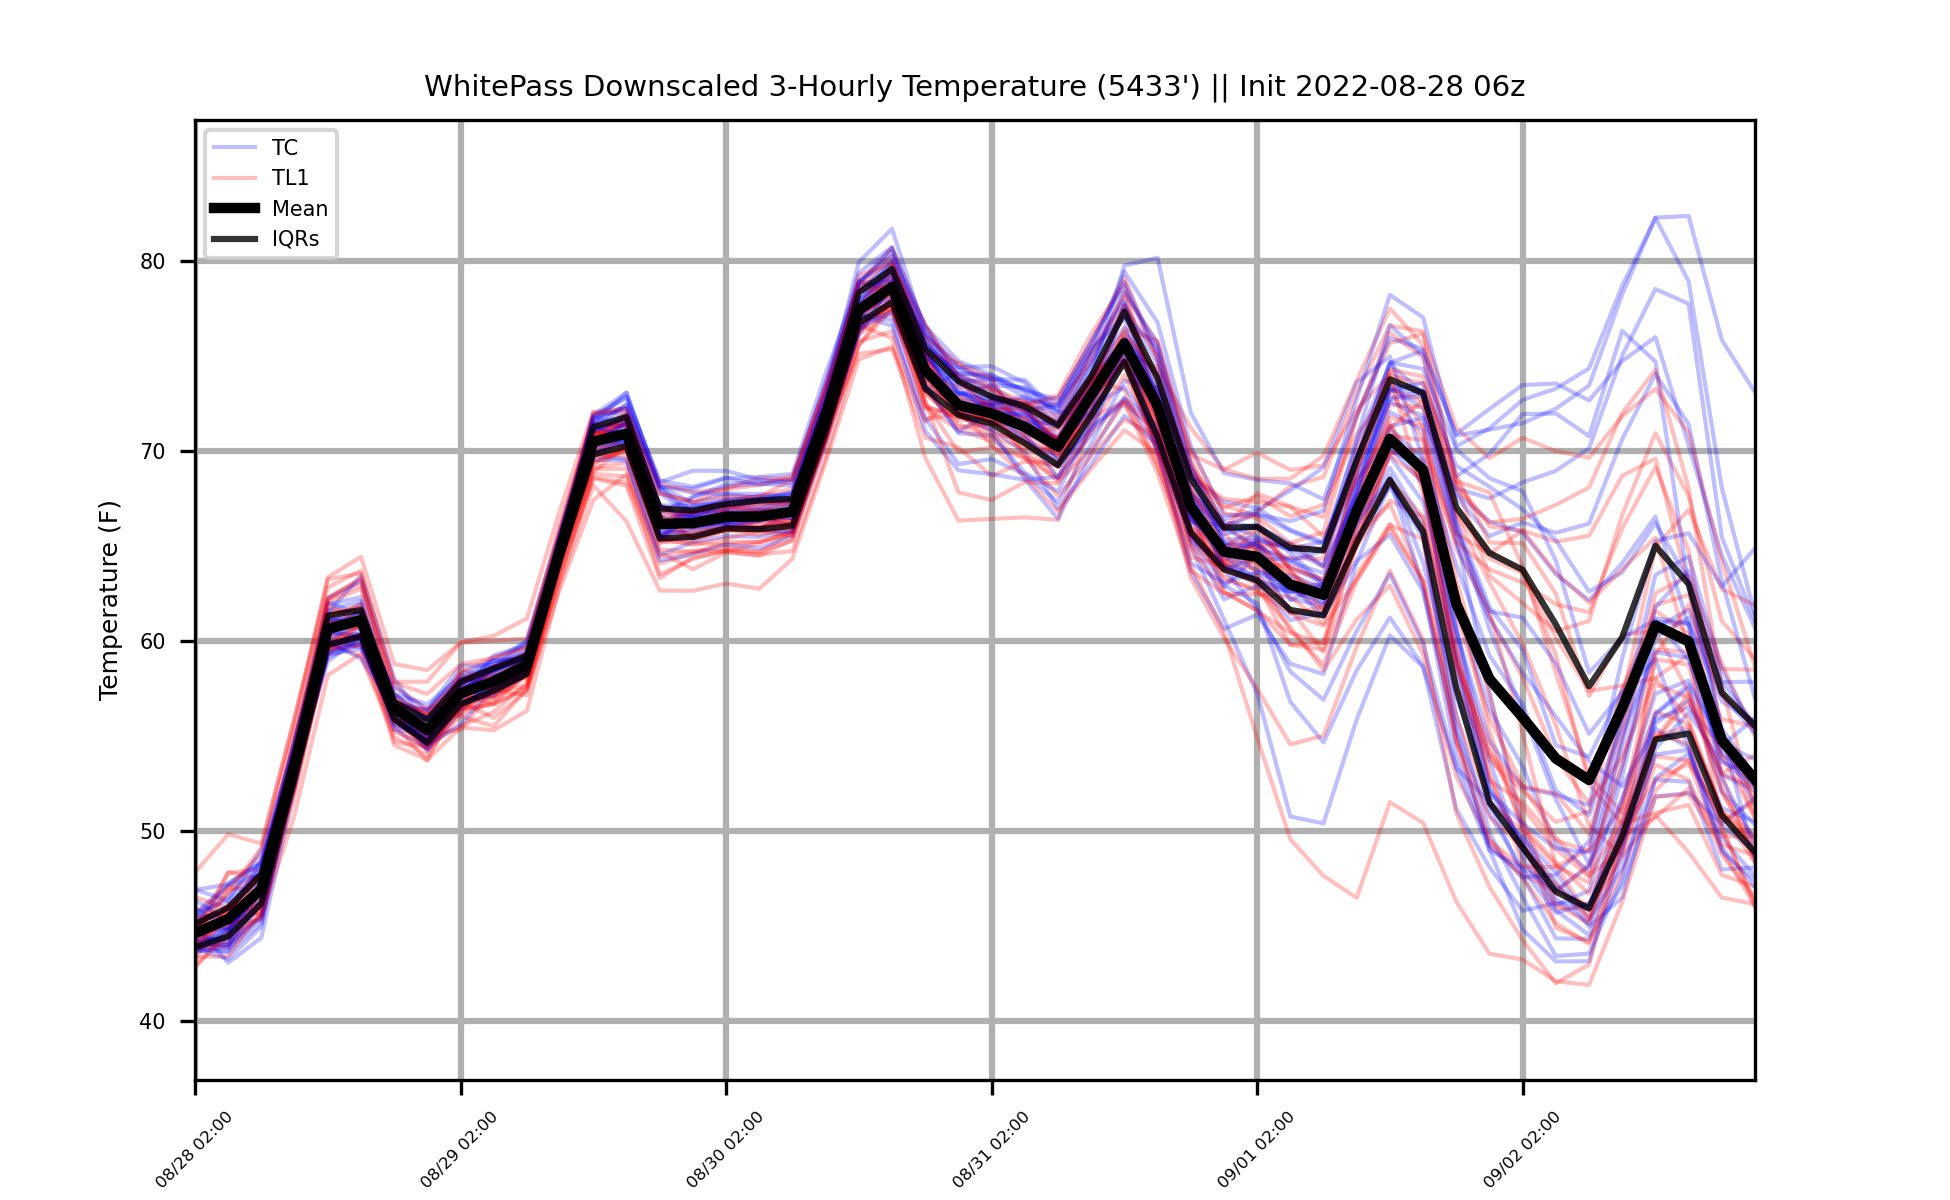 WhitePass Downscaled 3-Hourly Temperature (5433') || Init 2022-08-28 06z
TC
TL1
Mean
IQRs
Temperature (F)
80
70
60
50
40
08/28 02:00
08/29 02:00
08/30 02:00
08/31 02:00
09/01 02:00
09/02 02:00